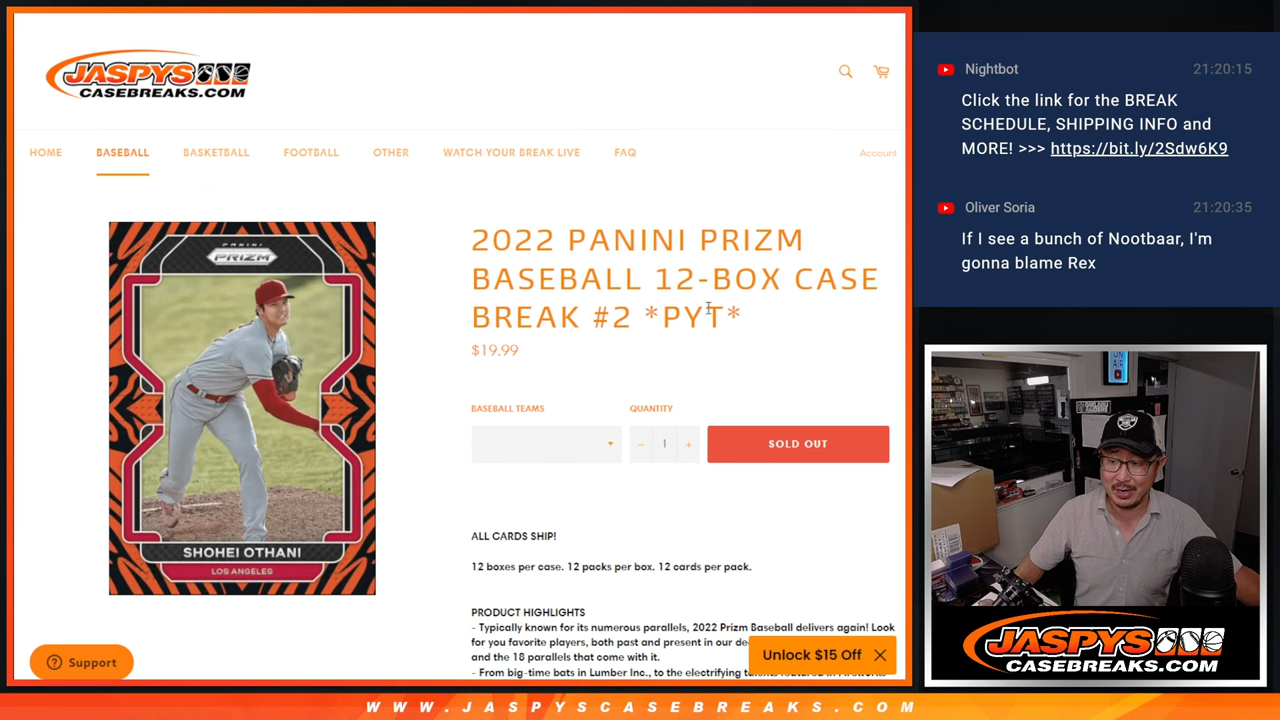 JASPYS
CASEBREAKS.COM
HOME
BASEBALL
BASKETBALL
FOOTBALL
OTHER
WATCH YOUR BREAK LIVE
FAQ
Account
PANINI
PRIZM
SHOHEI OTHANI
LOS ANGELES
2022 PANINI PRIZM
BASEBALL 12-BOX CASE
BREAK #2 *PYT*
$19.99
BASEBALL TEAMS
QUANTITY
− 1 +
SOLD OUT
ALL CARDS SHIP!
12 boxes per case. 12 packs per box. 12 cards per pack.
PRODUCT HIGHLIGHTS
- Typically known for its numerous parallels, 2022 Prizm Baseball delivers again! Look
for you favorite players, both past and present in our de
and the 18 parallels that come with it.
- From big-time bats in Lumber Inc., to the electrifying
Support
Unlock $15 Off
Nightbot
21:20:15
Click the link for the BREAK
SCHEDULE, SHIPPING INFO and
MORE! >>> https://bit.ly/2Sdw6K9
Oliver Soria
21:20:35
If I see a bunch of Nootbaar, I'm
gonna blame Rex
ON
AIR
JASPYS
CASEBREAKS.COM
WWW.JASPYSCASEBREAKS.COM